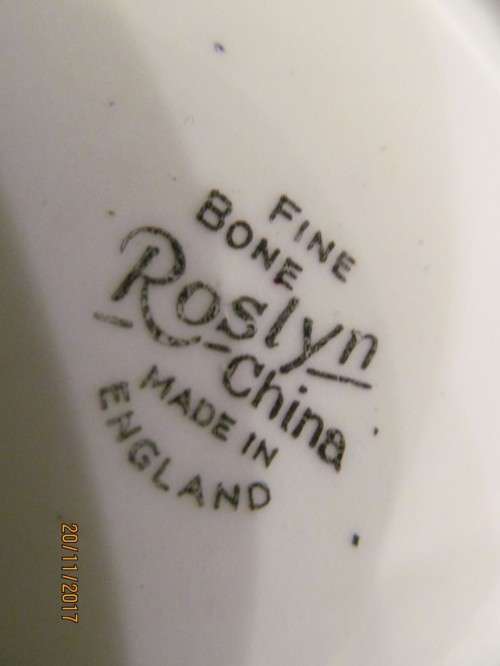 FINE
BONE
Roslyn
China
MADE IN
ENGLAND
20/11/2017